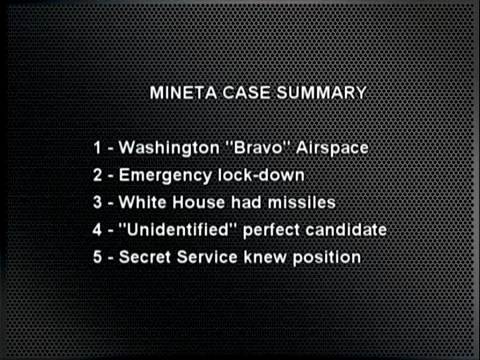 MINETA CASE SUMMARY
1 - Washington "Bravo" Airspace
2 - Emergency lock-down
3 - White House had missiles
4 - "Unidentified" perfect candidate
5 - Secret Service knew position